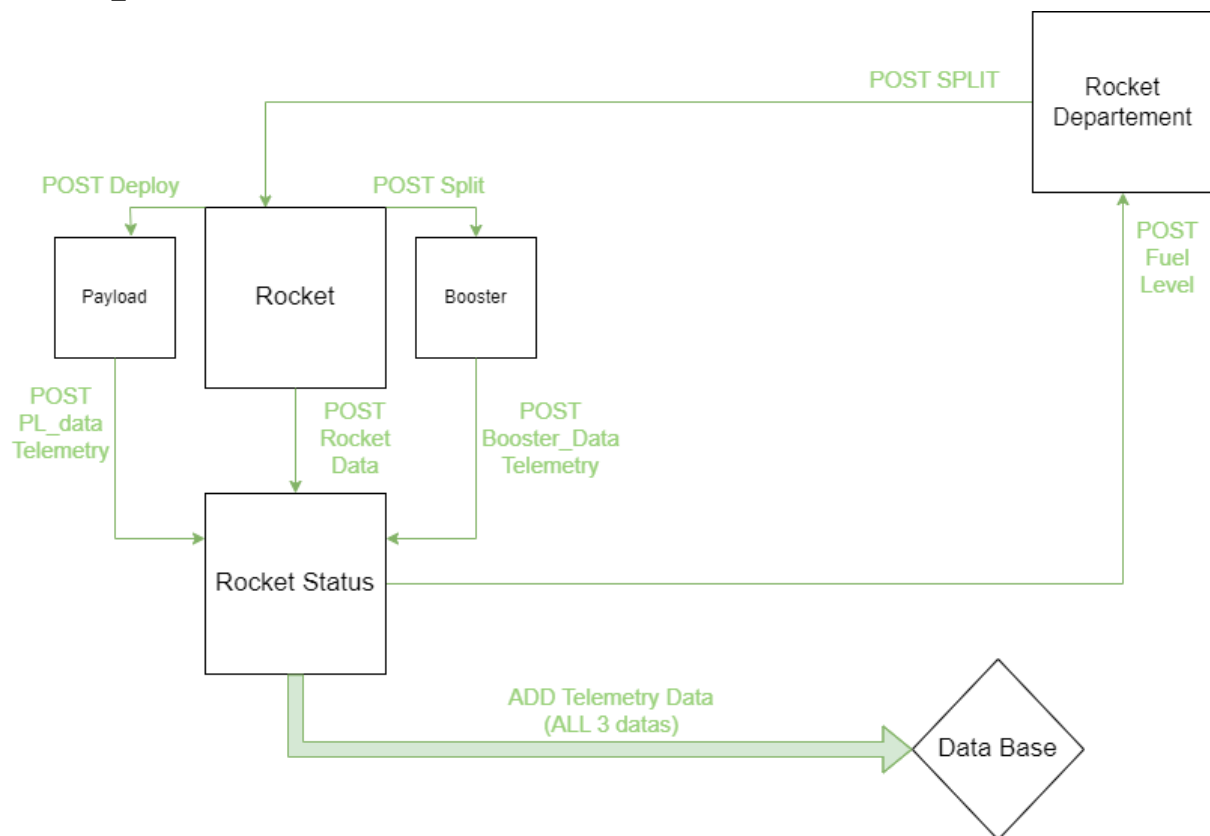 POST SPLIT
Rocket
Departement
POST Deploy
POST Split
POST
Fuel
Level
Payload
Rocket
Booster
POST
PL_data
Telemetry
POST
Rocket
Data
POST
Booster_Data
Telemetry
Rocket Status
ADD Telemetry Data
(ALL 3 datas)
Data Base